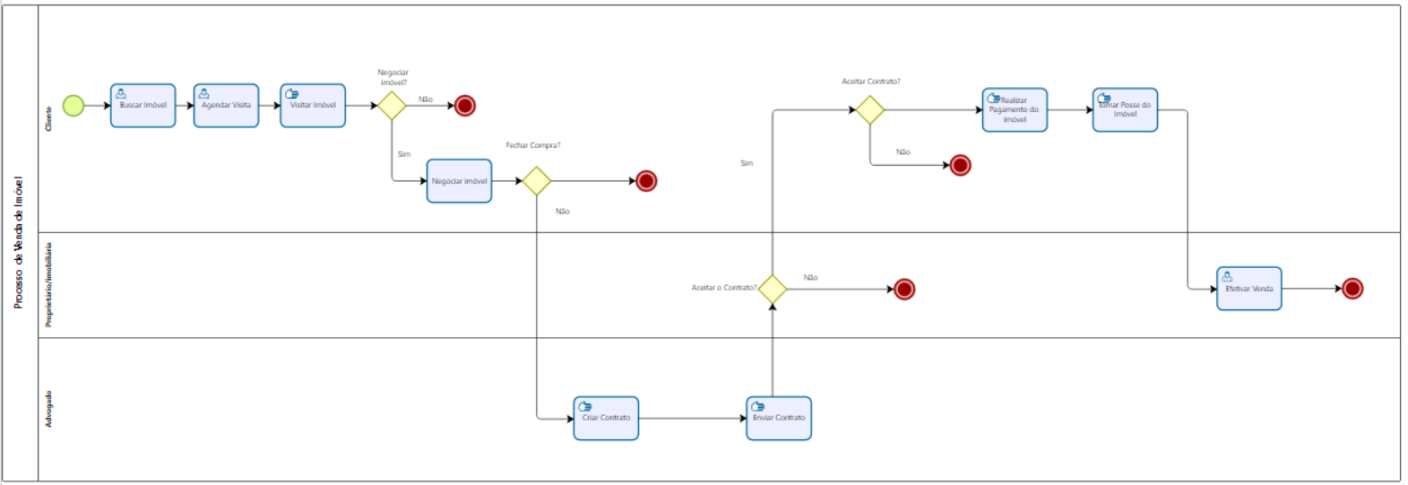 Processo de Venda de Imóvel
Cliente
Buscar Imóvel
Agendar Visita
Visitar Imóvel
Negociar
imóvel?
Não
Sim
Negociar imóvel
Fechar Compra?
Não
Aceitar Contrato?
Sim
Não
Realizar
Pagamento do
imóvel
Tomar Posse do
Imóvel
Proprietário/imobiliária
Aceitar o Contrato?
Não
Efetivar Venda
Advogado
Criar Contrato
Enviar Contrato